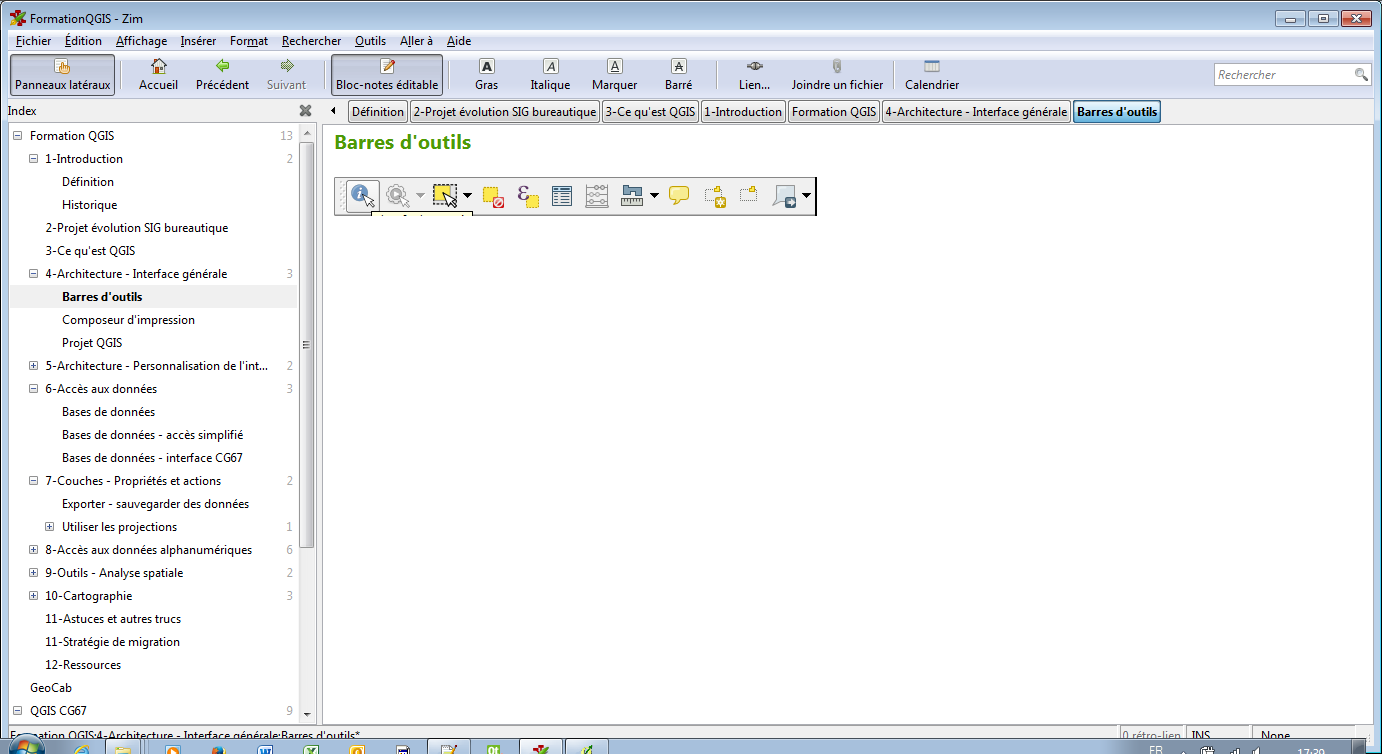 FormationQGIS - Zim
Fichier Édition Affichage Insérer Format Rechercher Outils Aller à Aide
Panneaux latéraux Accueil Précédent Suivant Bloc-notes éditable Gras Italique Marquer Barré Lien... Joindre un fichier Calendrier Rechercher
Index
Définition 2-Projet évolution SIG bureautique 3-Ce qu'est QGIS 1-Introduction Formation QGIS 4-Architecture - Interface générale Barres d'outils
Formation QGIS 13
1-Introduction 2
Définition
Historique
2-Projet évolution SIG bureautique
3-Ce qu'est QGIS
4-Architecture - Interface générale 3
Barres d'outils
Composeur d'impression
Projet QGIS
5-Architecture - Personnalisation de l'int... 2
6-Accès aux données 3
Bases de données
Bases de données - accès simplifié
Bases de données - interface CG67
7-Couches - Propriétés et actions 2
Exporter - sauvegarder des données
Utiliser les projections 1
8-Accès aux données alphanumériques 6
9-Outils - Analyse spatiale 2
10-Cartographie 3
11-Astuces et autres trucs
11-Stratégie de migration
12-Ressources
GeoCab
QGIS CG67 9
Barres d'outils
Formation QGIS:4-Architecture - Interface générale:Barres d'outils*
0 rétro-lien INS None
FR 17:39